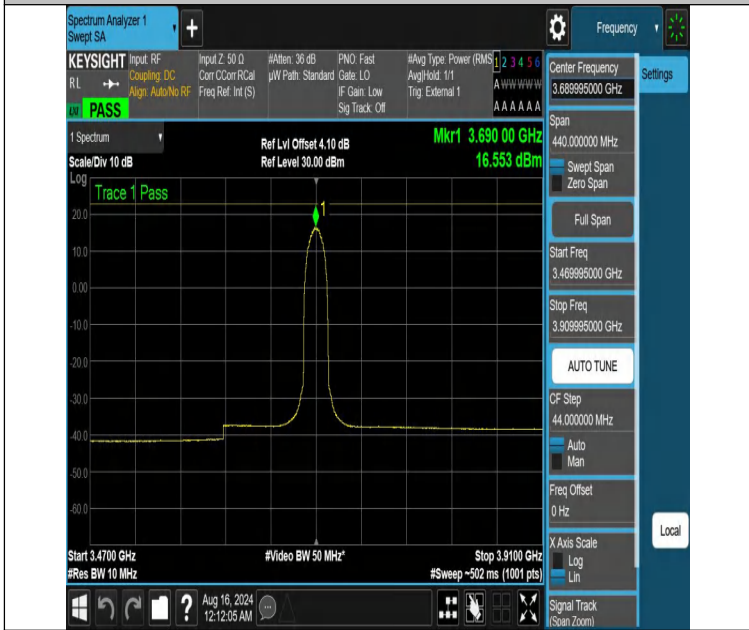 Spectrum Analyzer 1
Swept SA
Frequency
KEYSIGHT
RL
LXI
PASS
Input: RF
Coupling: DC
Align: Auto/No RF
Input Z: 50 Ω
Corr CCorr RCal
Freq Ref: Int (S)
#Atten: 36 dB
µW Path: Standard
PNO: Fast
Gate: LO
IF Gain: Low
Sig Track: Off
#Avg Type: Power (RMS
Avg|Hold: 1/1
Trig: External 1
1 2 3 4 5 6
A W W W W W
A A A A A A
1 Spectrum
Scale/Div 10 dB
Ref Lvl Offset 4.10 dB
Ref Level 30.00 dBm
Mkr1 3.690 00 GHz
16.553 dBm
Log
Trace 1 Pass
1
20.0
10.0
0.00
-10.0
-20.0
-30.0
-40.0
-50.0
-60.0
Start 3.4700 GHz
#Res BW 10 MHz
#Video BW 50 MHz*
Stop 3.9100 GHz
#Sweep ~502 ms (1001 pts)
Center Frequency
3.689995000 GHz
Settings
Span
440.000000 MHz
Swept Span
Zero Span
Full Span
Start Freq
3.469995000 GHz
Stop Freq
3.909995000 GHz
AUTO TUNE
CF Step
44.000000 MHz
Auto
Man
Freq Offset
0 Hz
X Axis Scale
Log
Lin
Local
Signal Track
(Span Zoom)
?
Aug 16, 2024
12:12:05 AM